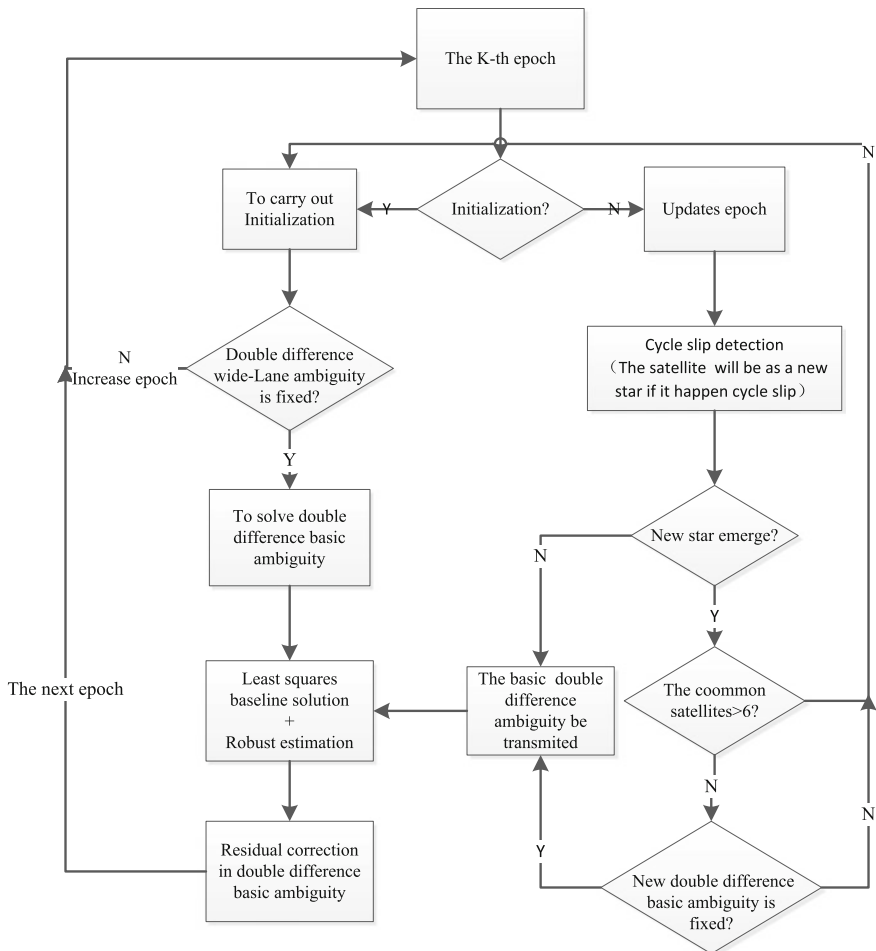 The K-th epoch
N
To carry out
Initialization
Y
Initialization?
N
Updates epoch
Cycle slip detection
（The satellite will be as a new
star if it happen cycle slip）
Double difference
wide-Lane ambiguity
is fixed?
N
Increase epoch
Y
To solve double
difference basic
ambiguity
New star emerge?
N
Y
The next epoch
Least squares
baseline solution
+
Robust estimation
The basic double
difference
ambiguity be
transmited
The coommon
satellites>6?
N
N
Residual correction
in double difference
basic ambiguity
Y
New double difference
basic ambiguity is
fixed?